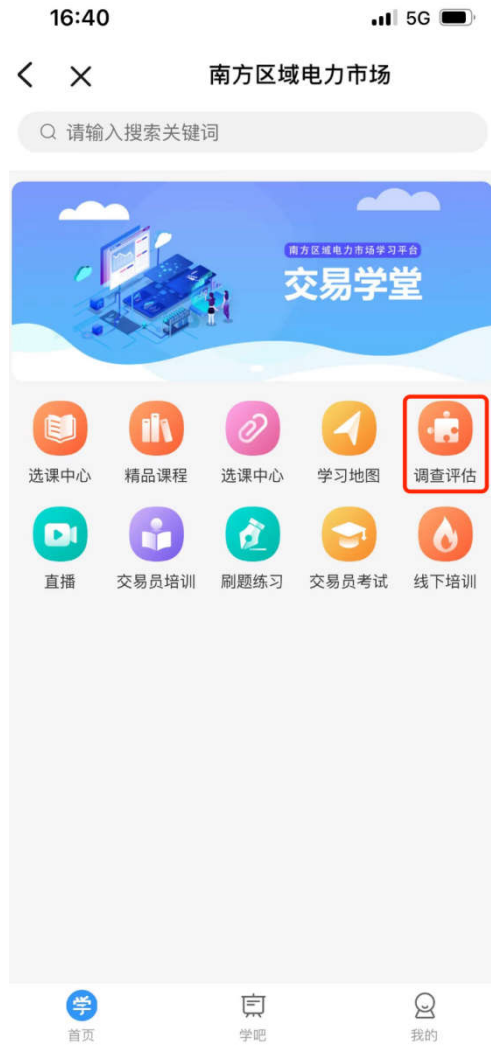 16:40
5G
南方区域电力市场
请输入搜索关键词
南方区域电力市场学习平台
交易学堂
选课中心
精品课程
选课中心
学习地图
调查评估
直播
交易员培训
刷题练习
交易员考试
线下培训
学
首页
学吧
我的